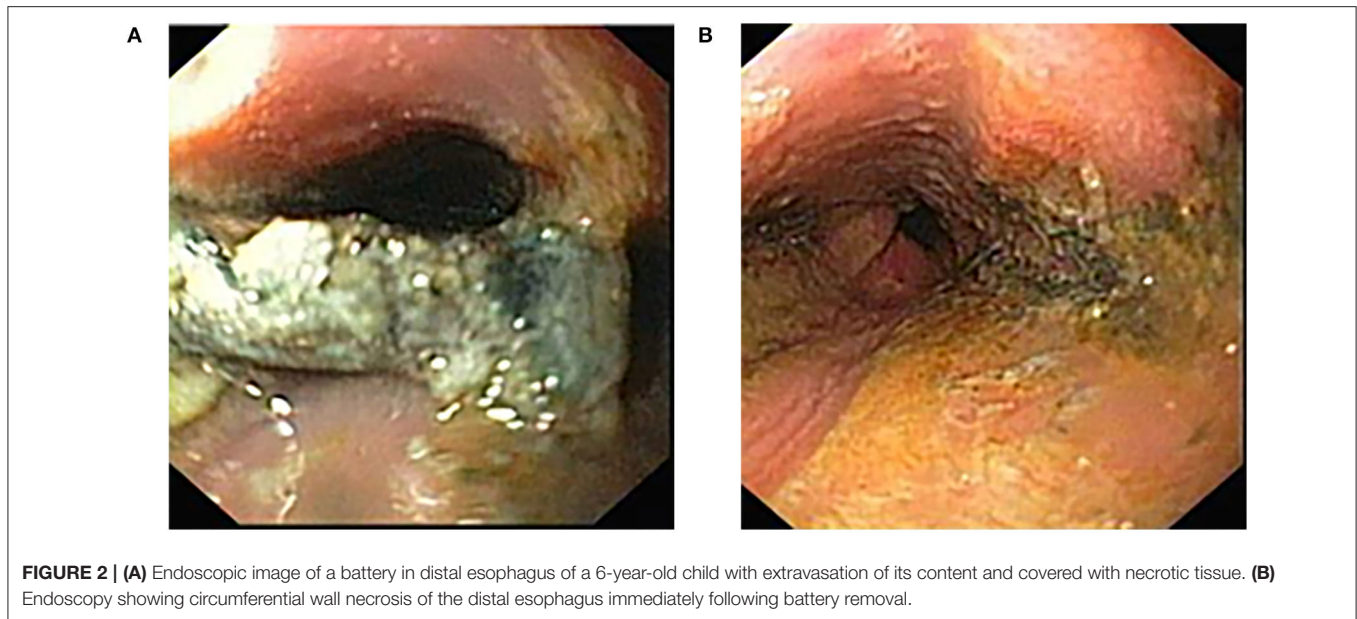 A
B
FIGURE 2 | (A) Endoscopic image of a battery in distal esophagus of a 6-year-old child with extravasation of its content and covered with necrotic tissue. (B)
Endoscopy showing circumferential wall necrosis of the distal esophagus immediately following battery removal.